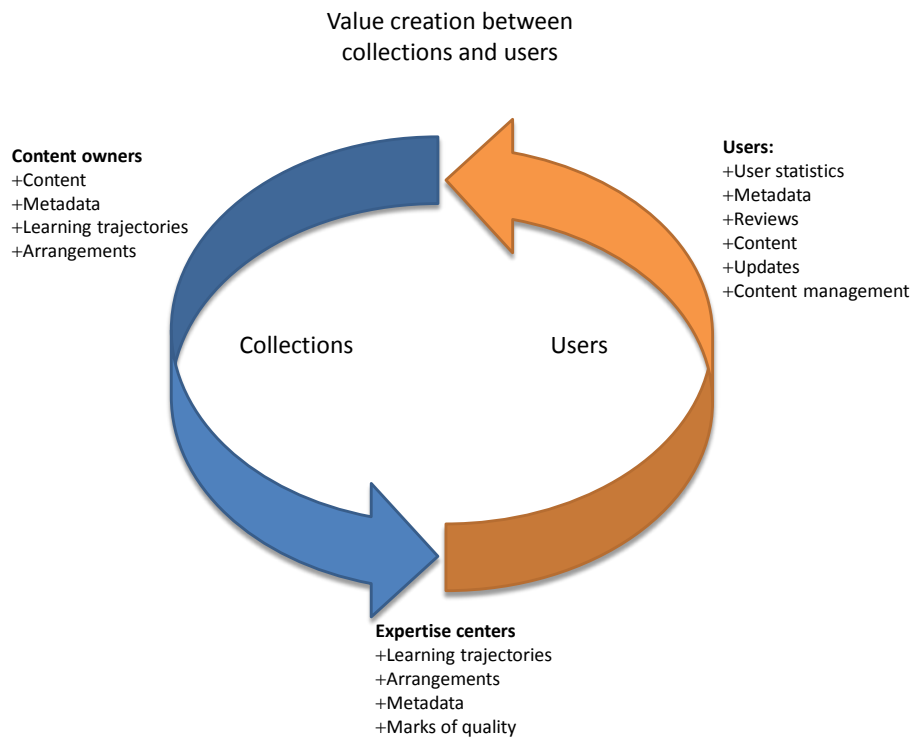 Value creation between
collections and users
Content owners
+Content
+Metadata
+Learning trajectories
+Arrangements
Users:
+User statistics
+Metadata
+Reviews
+Content
+Updates
+Content management
Collections
Users
Expertise centers
+Learning trajectories
+Arrangements
+Metadata
+Marks of quality